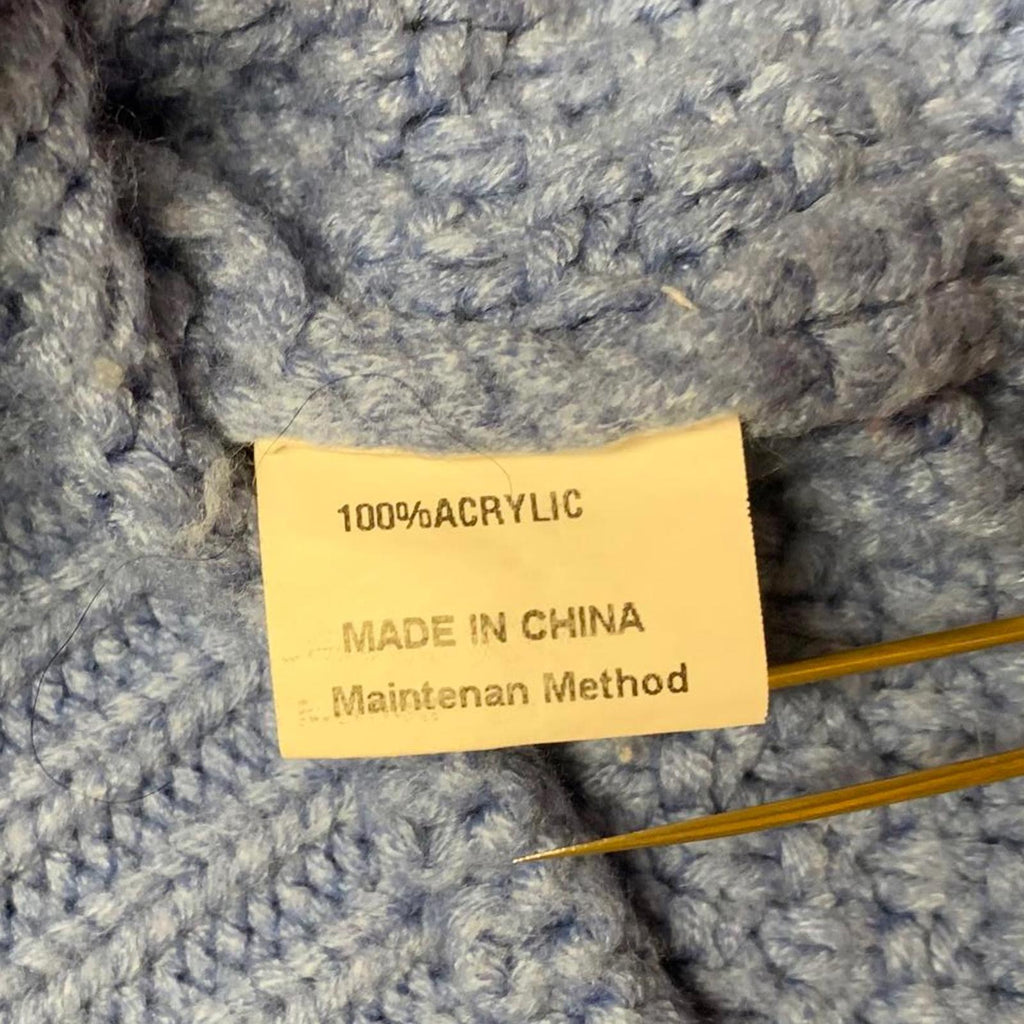 100%ACRYLIC
MADE IN CHINA
Maintenan Method